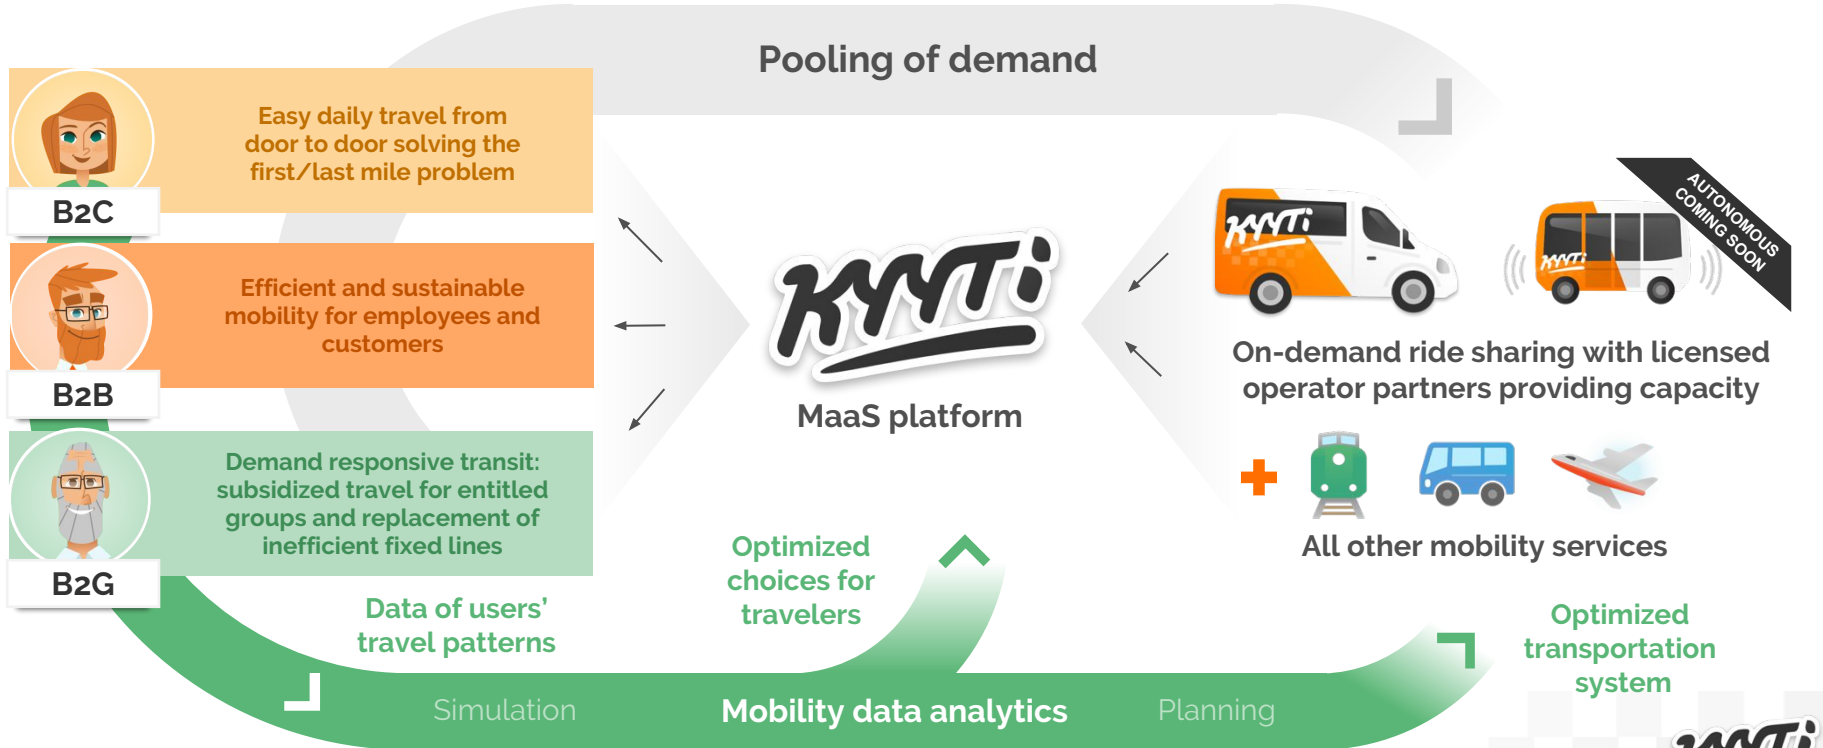 Pooling of demand
Easy daily travel from
door to door solving the
first/last mile problem
B2C
Efficient and sustainable
mobility for employees and
customers
B2B
Demand responsive transit:
subsidized travel for entitled
groups and replacement of
inefficient fixed lines
B2G
KYYTi
MaaS platform
KYYTi
KYYTi
AUTONOMOUS
COMING SOON
On-demand ride sharing with licensed
operator partners providing capacity
All other mobility services
Data of users’
travel patterns
Optimized
choices for
travelers
Optimized
transportation
system
Simulation
Mobility data analytics
Planning
KYYTi